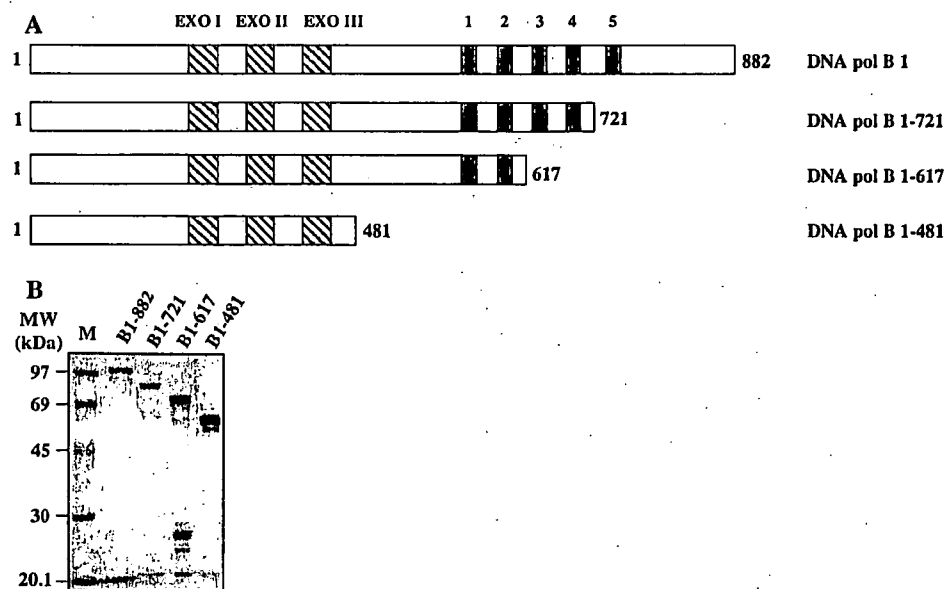 A EXO I EXO II EXO III 1 2 3 4 5
1 882 DNA pol B 1
1 721 DNA pol B 1-721
1 617 DNA pol B 1-617
1 481 DNA pol B 1-481
B
MW
(kDa) M B1-882 B1-721 B1-617 B1-481
97
69
45
30
20.1